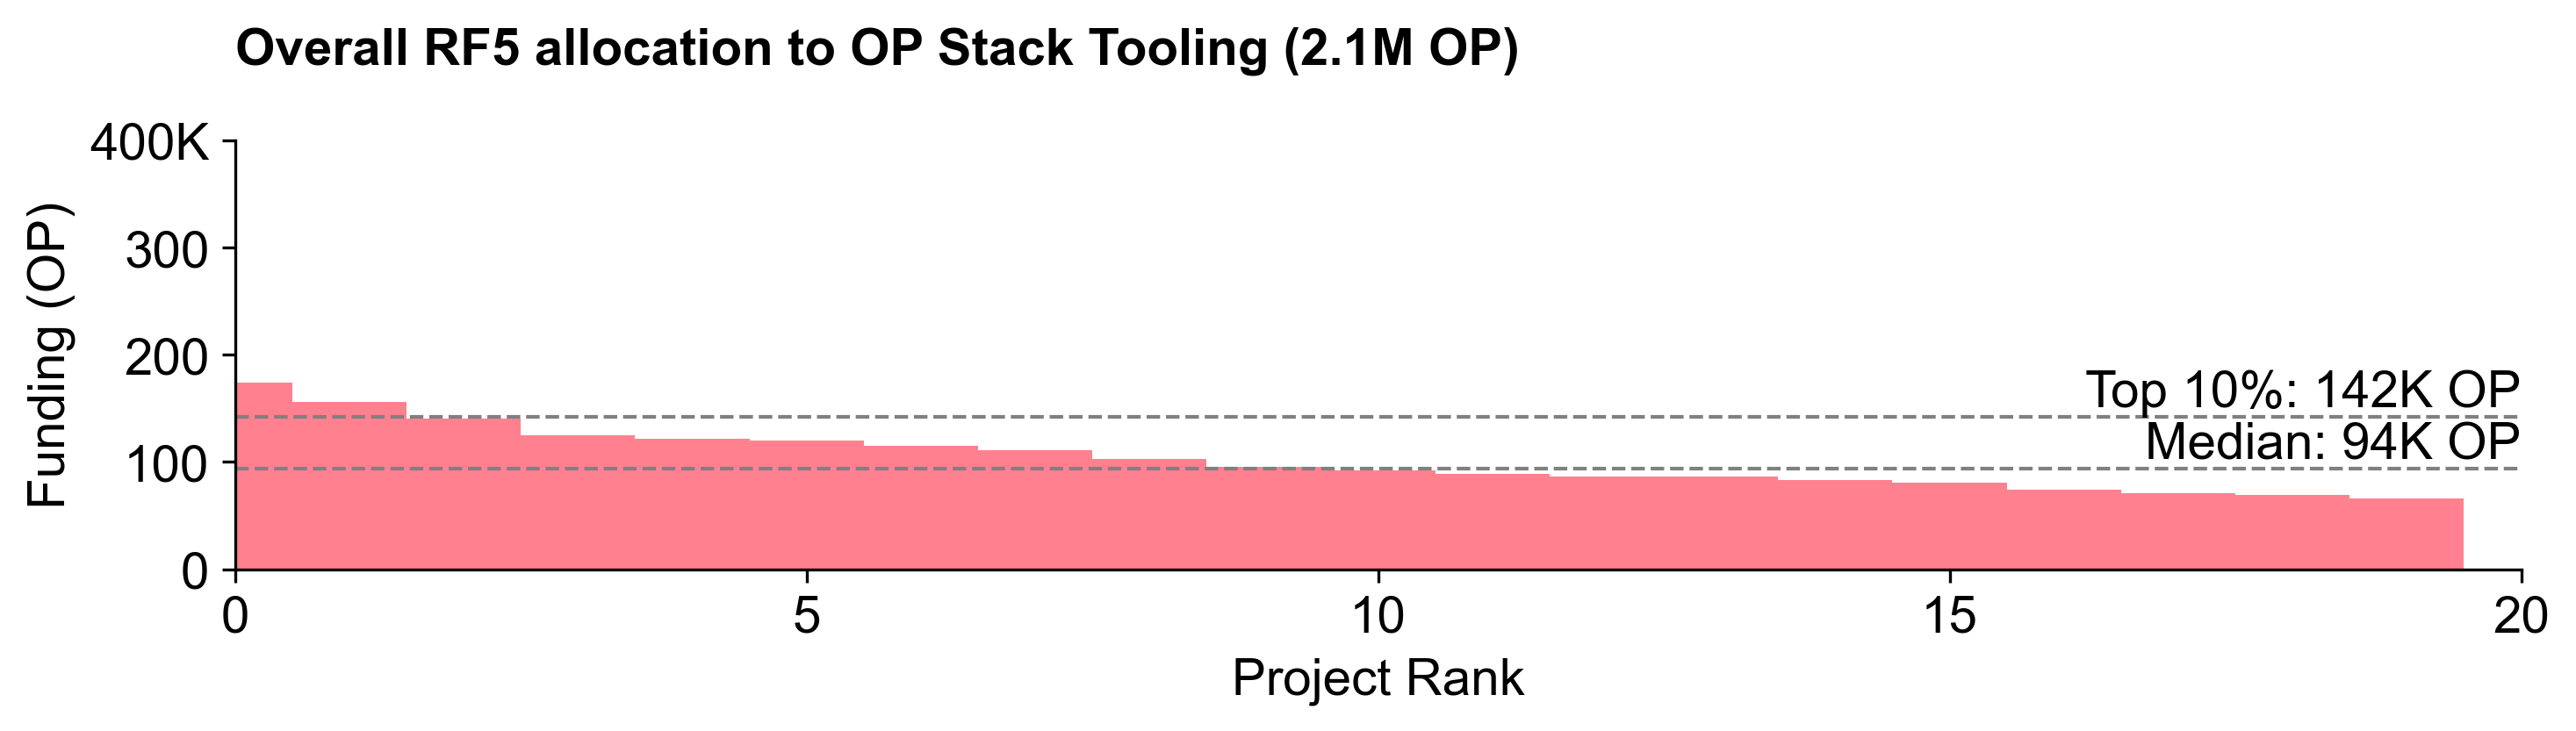 Overall RF5 allocation to OP Stack Tooling (2.1M OP)
400K
300
200
100
0
Funding (OP)
Top 10%: 142K OP
Median: 94K OP
0 5 10 15 20
Project Rank